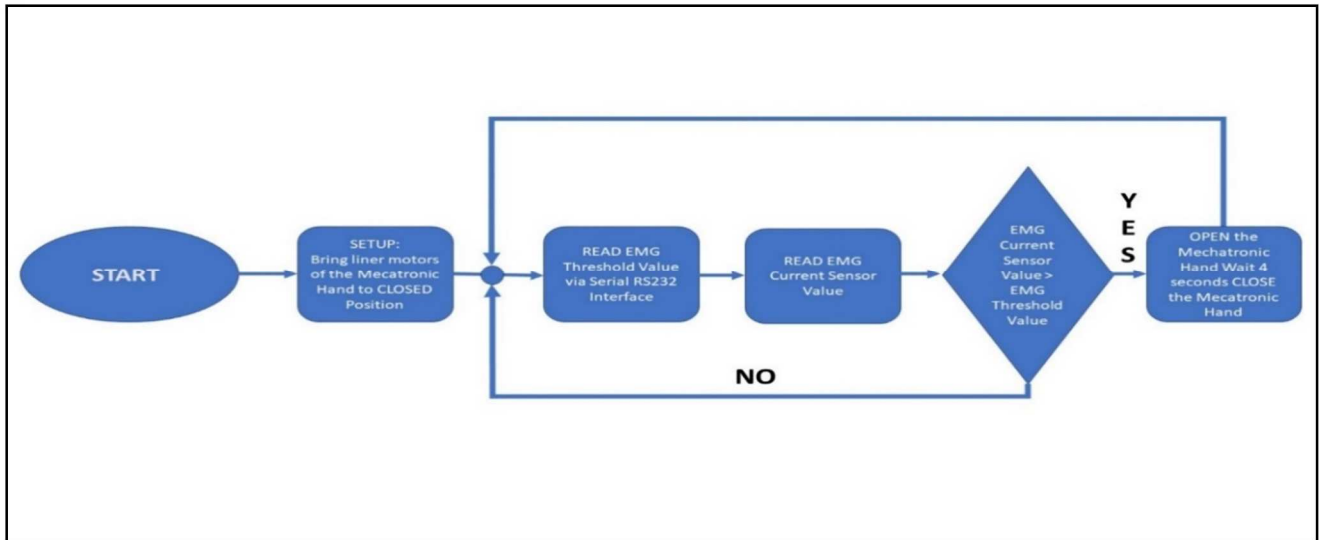 START
SETUP:
Bring liner motors
of the Mecatronic
Hand to CLOSED
Position
READ EMG
Threshold Value
via Serial RS232
Interface
READ EMG
Current Sensor
Value
EMG
Current
Sensor
Value >
EMG
Threshold
Value
YES
OPEN the
Mechatronic
Hand Wait 4
seconds CLOSE
the Mecatronic
Hand
NO